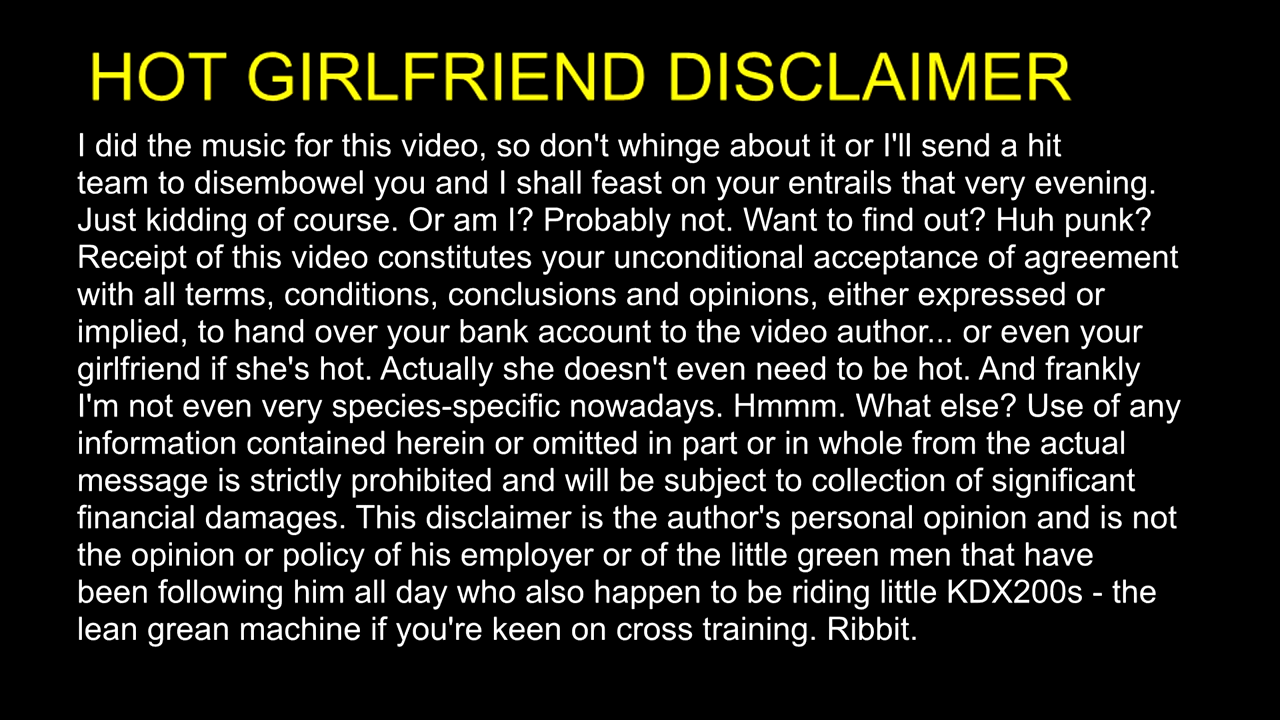 HOT GIRLFRIEND DISCLAIMER
I did the music for this video, so don't whinge about it or I'll send a hit
team to disembowel you and I shall feast on your entrails that very evening.
Just kidding of course. Or am I? Probably not. Want to find out? Huh punk?
Receipt of this video constitutes your unconditional acceptance of agreement
with all terms, conditions, conclusions and opinions, either expressed or
implied, to hand over your bank account to the video author... or even your
girlfriend if she's hot. Actually she doesn't even need to be hot. And frankly
I'm not even very species-specific nowadays. Hmmm. What else? Use of any
information contained herein or omitted in part or in whole from the actual
message is strictly prohibited and will be subject to collection of significant
financial damages. This disclaimer is the author's personal opinion and is not
the opinion or policy of his employer or of the little green men that have
been following him all day who also happen to be riding little KDX200s - the
lean grean machine if you're keen on cross training. Ribbit.